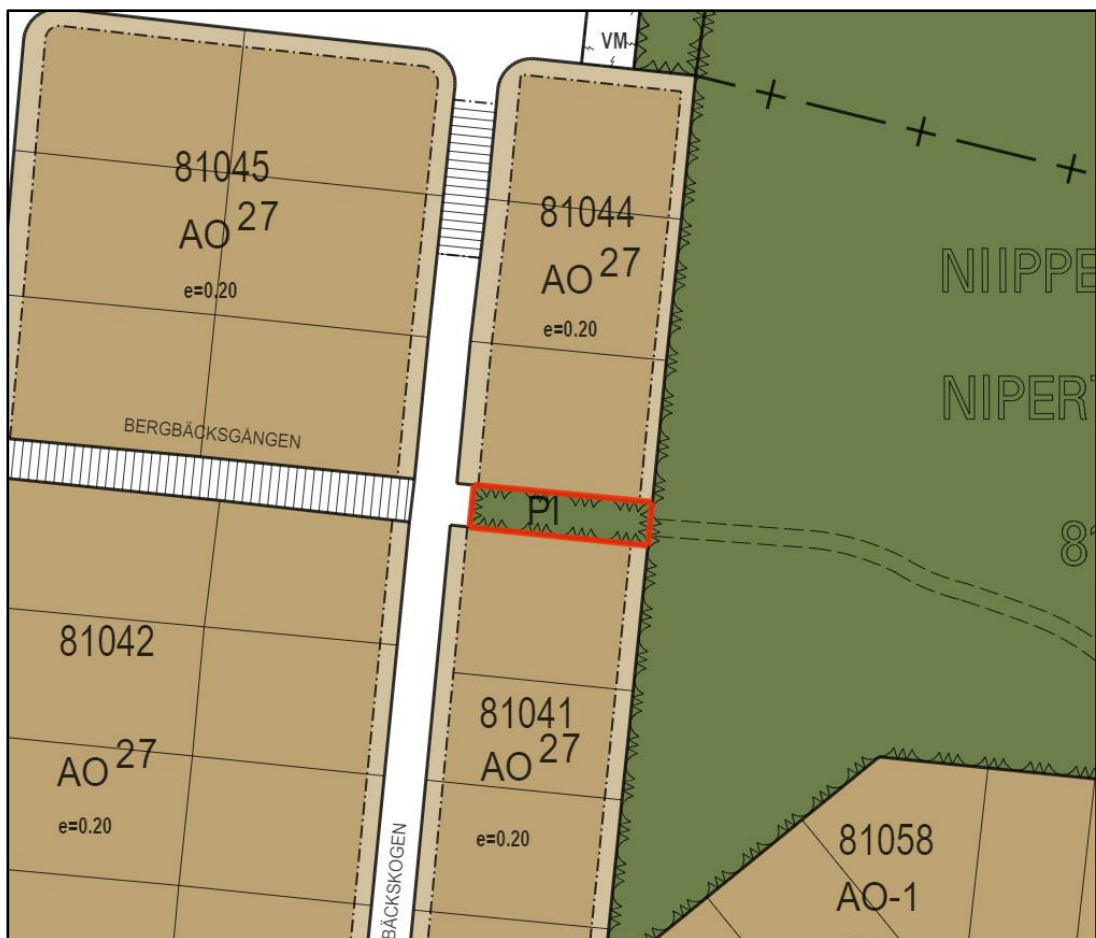 VM
81045
AO 27
e=0.20
81044
AO 27
e=0.20
NIIPPE
NIPERT
BERGBÄCKSGÅNGEN
PI
81042
AO 27
e=0.20
81041
AO 27
e=0.20
BÄCKSKOGEN
81058
AO-1